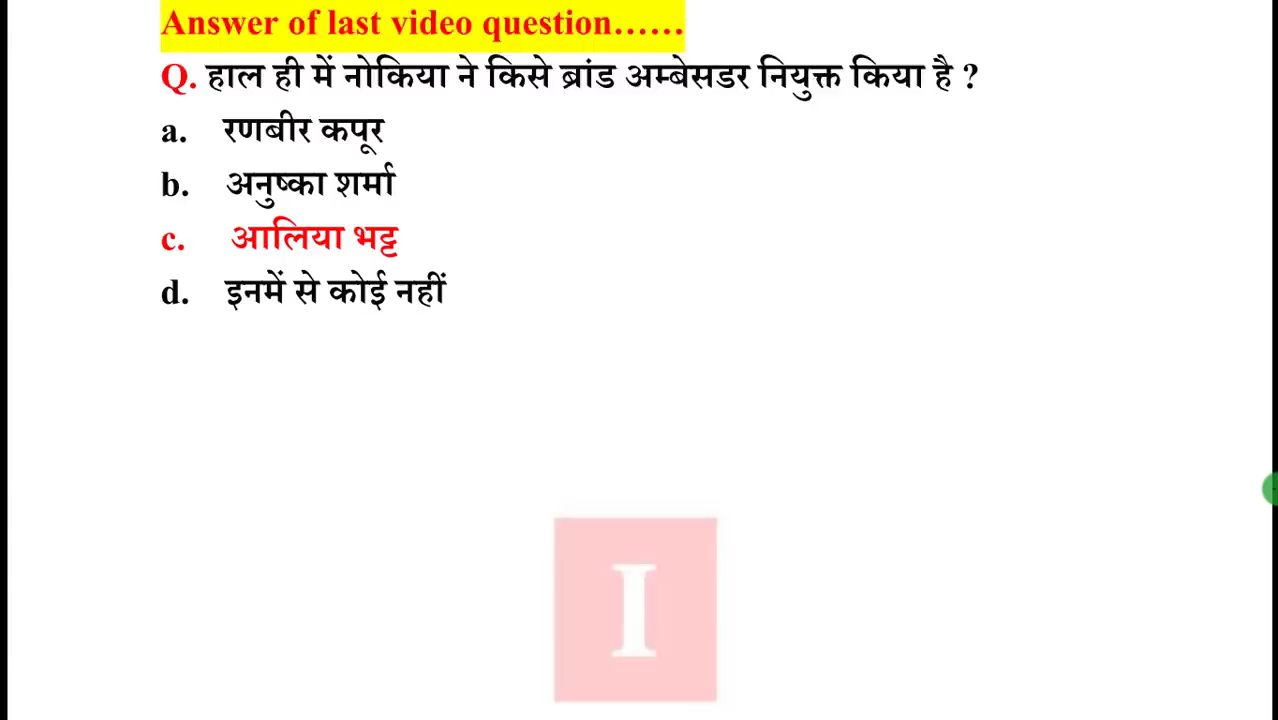 Answer of last video question......
Q. हाल ही में नोकिया ने किसे ब्रांड अम्बेसडर नियुक्त किया है ?
a. रणबीर कपूर
b. अनुष्का शर्मा
c. आलिया भट्ट
d. इनमें से कोई नहीं
I